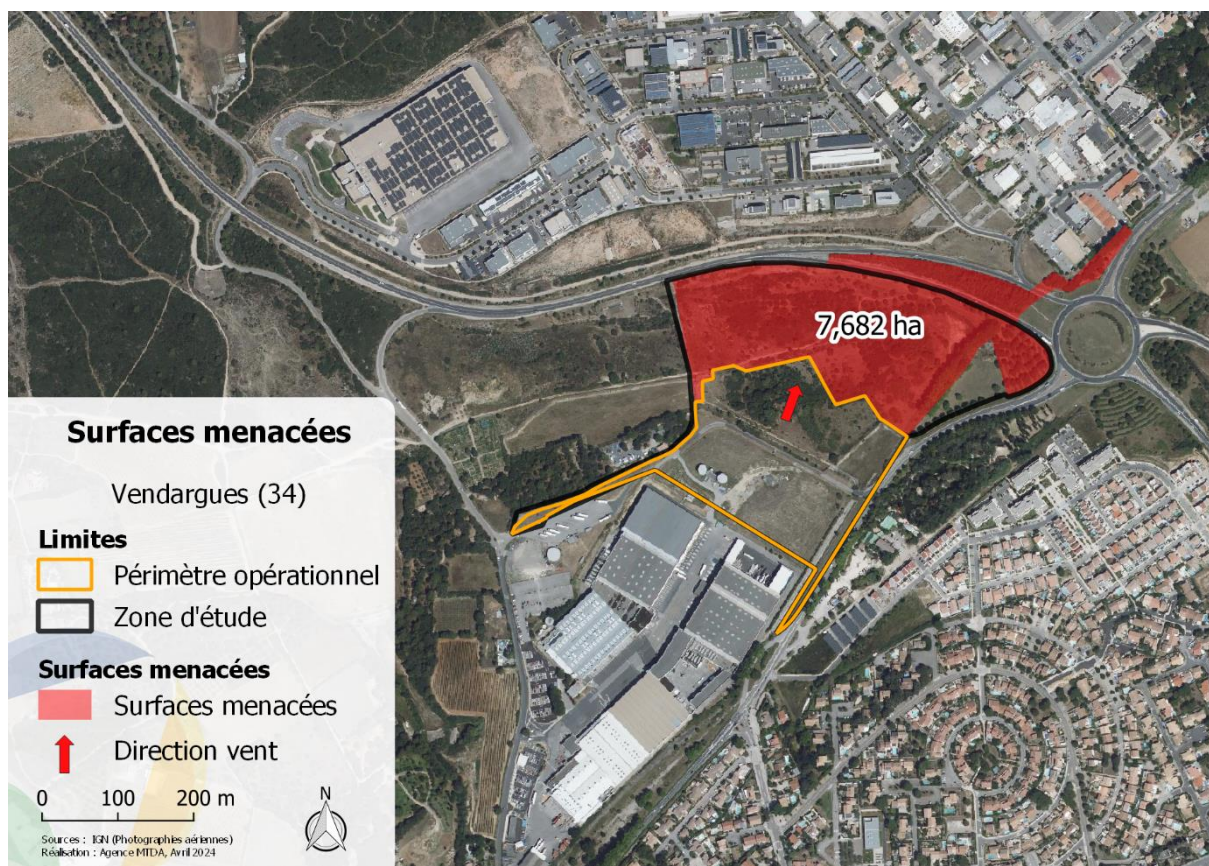 7,682 ha
Surfaces menacées
Vendargues (34)
Limites
Périmètre opérationnel
Zone d'étude
Surfaces menacées
Surfaces menacées
Direction vent
0 100 200 m
N
Sources : IGN (Photographies aériennes)
Réalisation : Agence MTDA, Avril 2024